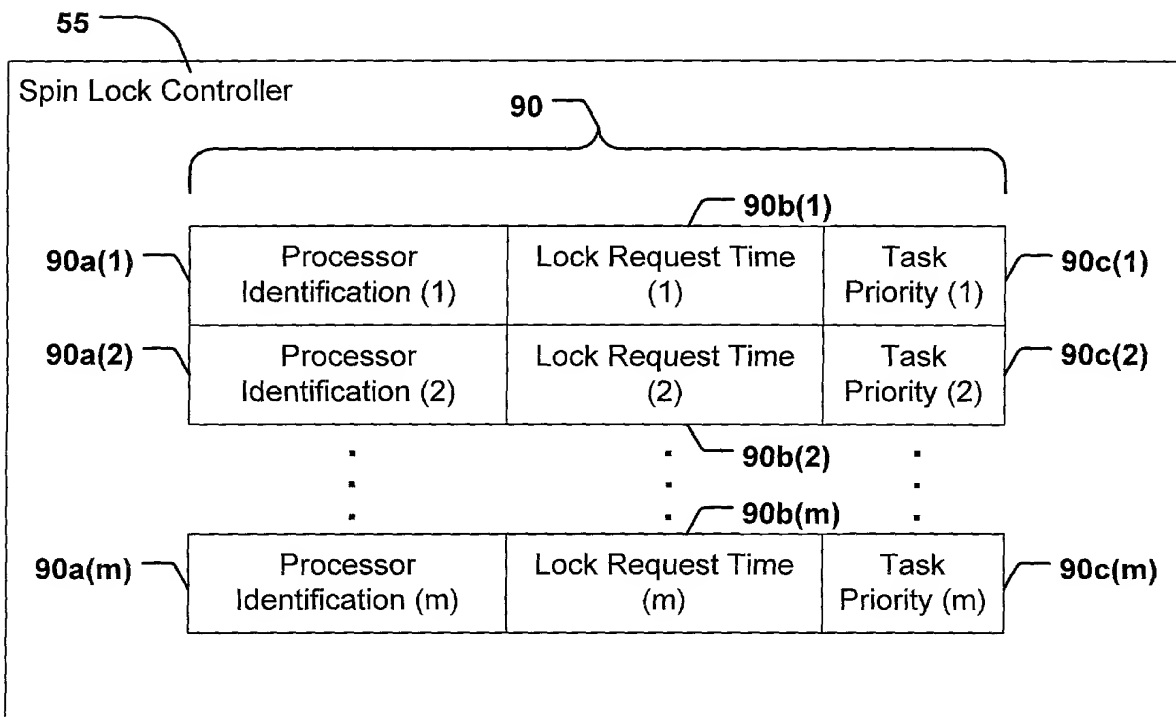 55
Spin Lock Controller
90
90b(1)
90a(1)
Processor
Identification (1)
Lock Request Time
(1)
Task
Priority (1)
90c(1)
90a(2)
Processor
Identification (2)
Lock Request Time
(2)
Task
Priority (2)
90c(2)
90b(2)
90b(m)
90a(m)
Processor
Identification (m)
Lock Request Time
(m)
Task
Priority (m)
90c(m)